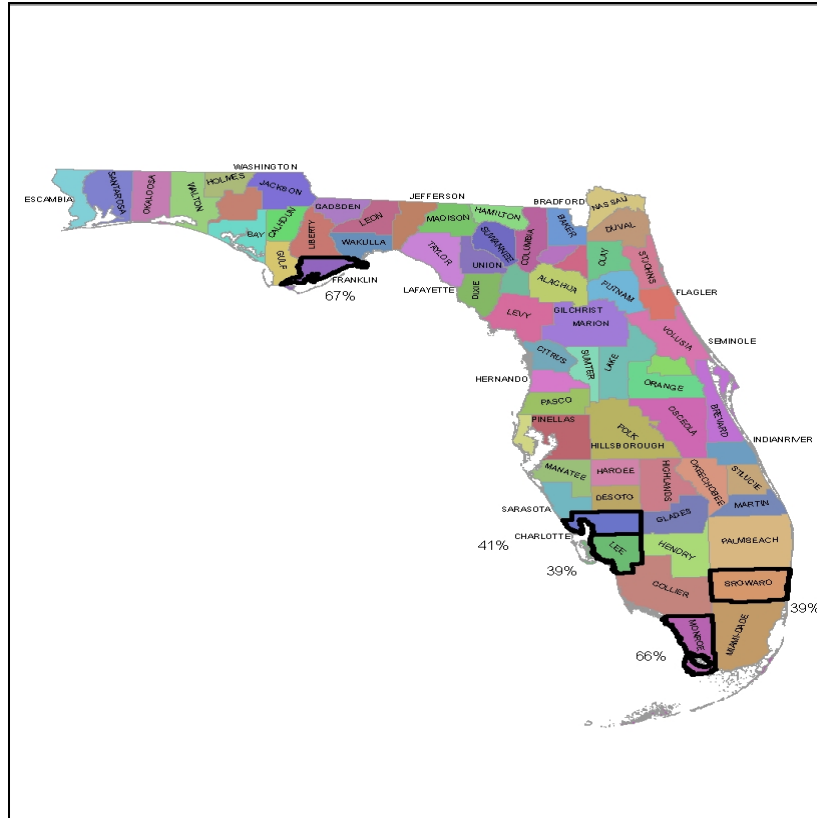 WASHINGTON
HOLMES
JACKSON
ESCAMBIA
SANTAROSA
OKALOOSA
WALTON
JEFFERSON
GADSDEN
LEON
MADISON
HAMILTON
BRADFORD
NASSAU
BAY
CALHOUN
LIBERTY
WAKULLA
TAYLOR
SUWANNEE
COLUMBIA
BAKER
DUVAL
GULF
FRANKLIN
67%
UNION
CLAY
STJOHNS
LAFAYETTE
DIXIE
ALACHUA
PUTNAM
FLAGLER
LEVY
GILCHRIST
MARION
VOLUSIA
SEMINOLE
CITRUS
SUMTER
LAKE
HERNANDO
ORANGE
PASCO
OSCEOLA
BREVARD
PINELLAS
POLK
HILLSBOROUGH
INDIANRIVER
MANATEE
HARDEE
HIGHLANDS
OKEECHOBEE
STLUCIE
DESOTO
MARTIN
SARASOTA
GLADES
CHARLOTTE
41%
LEE
HENDRY
PALMBEACH
39%
COLLIER
BROWARD
39%
MONROE
MIAMI-DADE
66%